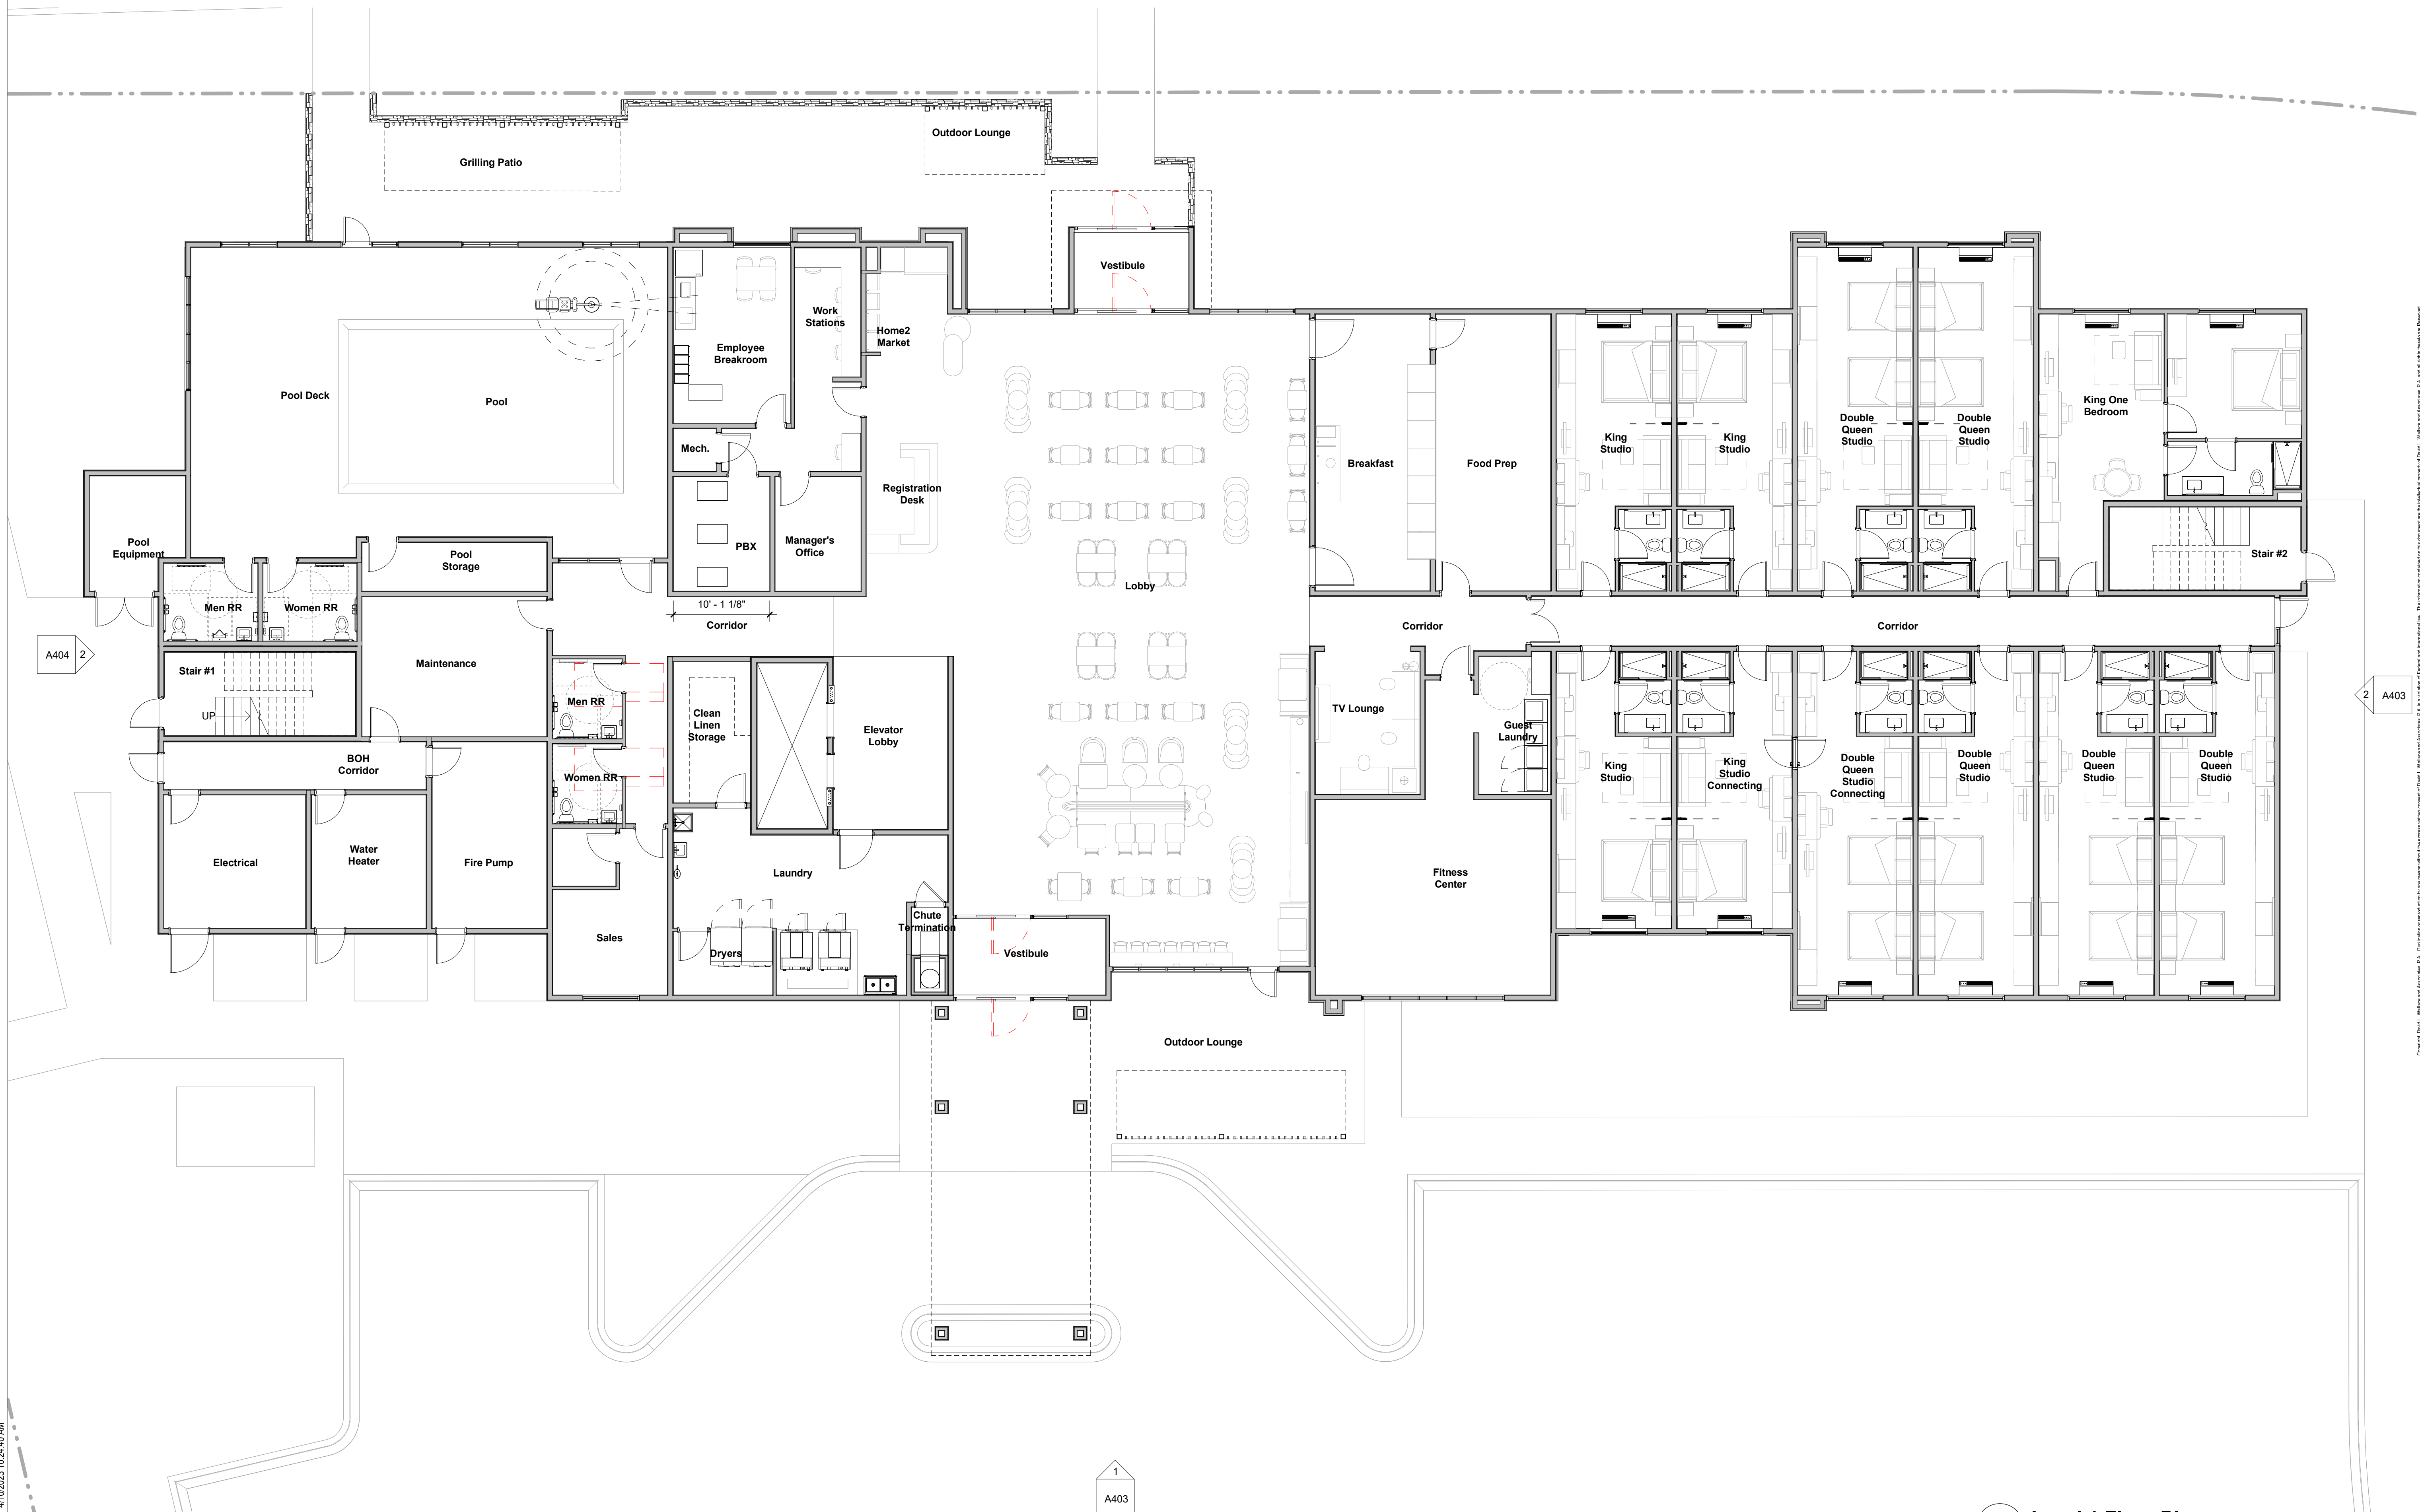 Outdoor Lounge
Grilling Patio
Vestibule
Work
Stations
Home2
Market
Employee
Breakroom
Pool Deck
Pool
Mech.
Registration
Desk
Breakfast
Food Prep
King
Studio
King
Studio
Double
Queen
Studio
Double
Queen
Studio
King One
Bedroom
Pool
Equipment
Pool
Storage
PBX
Manager's
Office
Lobby
Stair #2
Men RR
Women RR
10' - 1 1/8"
Corridor
Corridor
Corridor
A404
2
Stair #1
UP
Maintenance
Men RR
Women RR
Clean
Linen
Storage
Elevator
Lobby
TV Lounge
Guest
Laundry
2
A403
BOH
Corridor
King
Studio
King
Studio
Connecting
Double
Queen
Studio
Connecting
Double
Queen
Studio
Double
Queen
Studio
Double
Queen
Studio
Electrical
Water
Heater
Fire Pump
Laundry
Fitness
Center
Sales
Dryers
Chute
Termination
Vestibule
Outdoor Lounge
1
A403